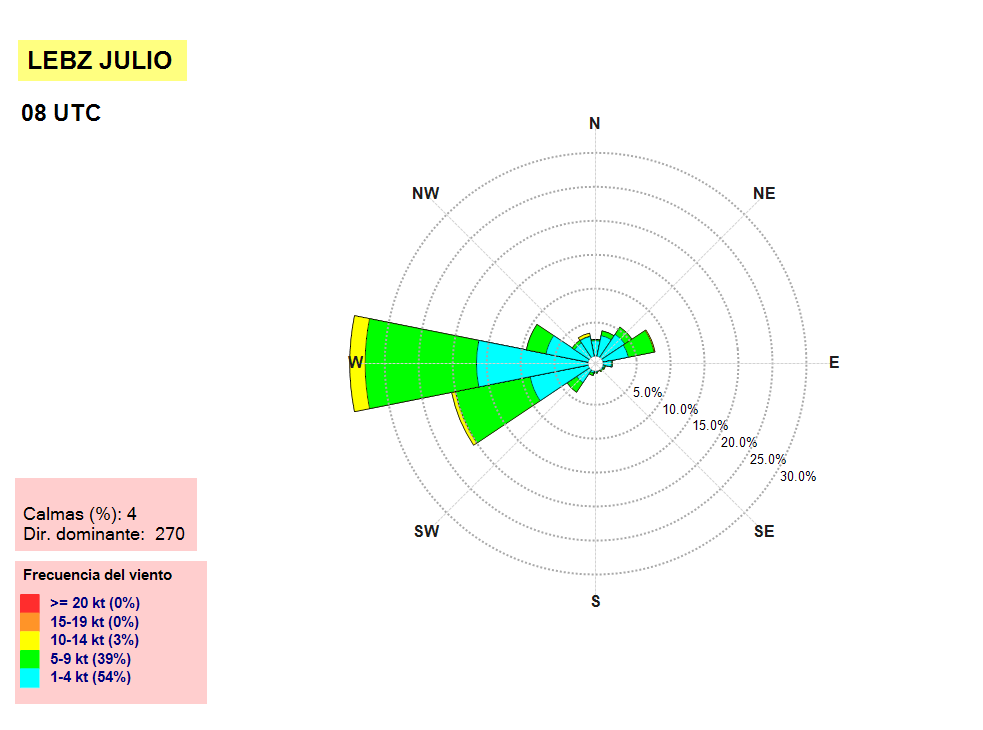 LEBZ JULIO
08 UTC
N
NW
NE
W
E
5.0%
10.0%
15.0%
20.0%
25.0%
30.0%
SW
SE
S
Calmas (%): 4
Dir. dominante: 270
Frecuencia del viento
>= 20 kt (0%)
15-19 kt (0%)
10-14 kt (3%)
5-9 kt (39%)
1-4 kt (54%)